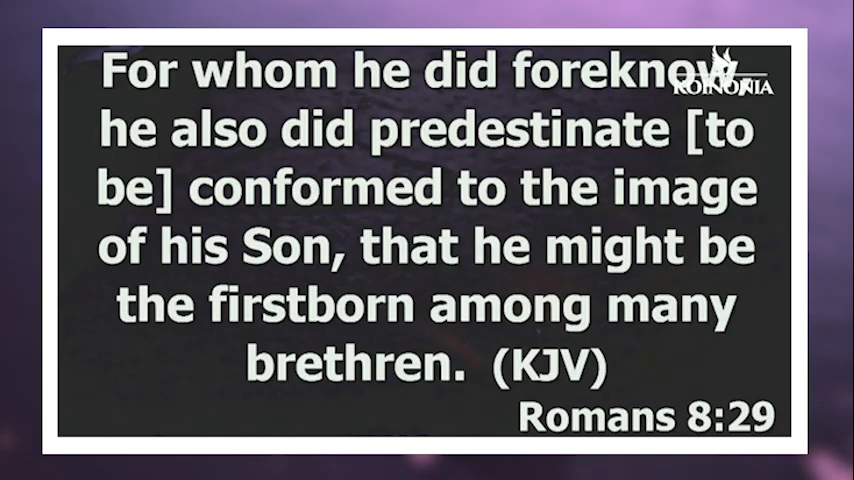 For whom he did foreknow,
KOINONIA
he also did predestinate [to
be] conformed to the image
of his Son, that he might be
the firstborn among many
brethren. (KJV)
Romans 8:29